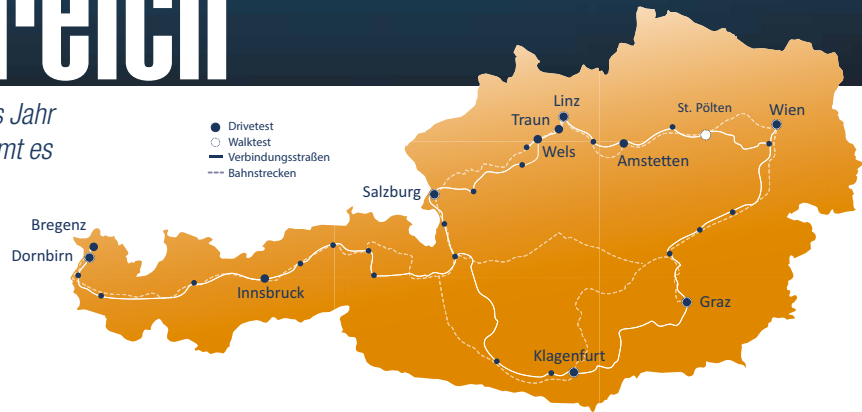 reich
s Jahr
mt es
Drivetest
Walktest
Verbindungsstraßen
Bahnstrecken
Linz
Traun
Wels
St. Pölten
Wien
Amstetten
Salzburg
Bregenz
Dornbirn
Innsbruck
Graz
Klagenfurt